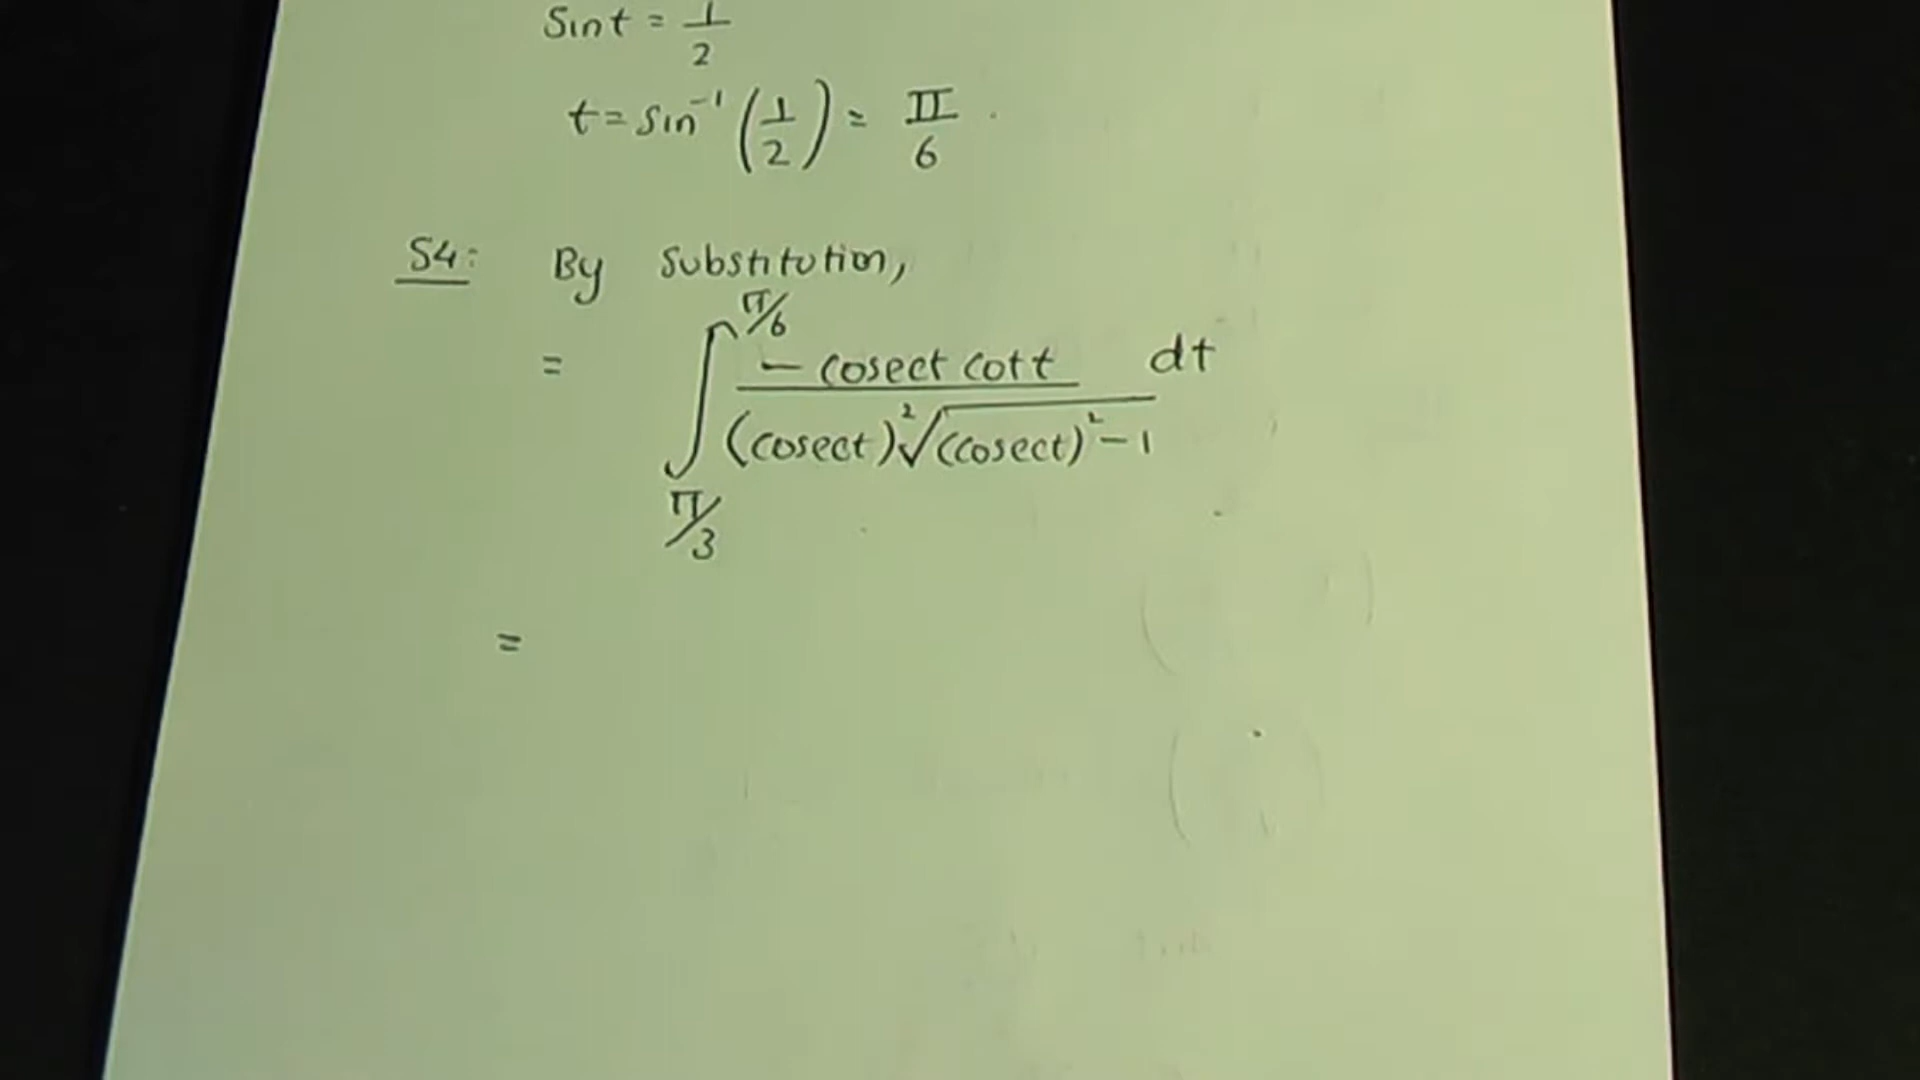 Sint = 1/2
t = Sin⁻¹ (1/2) = π/6
S4: By Substitution,
= ∫_{π/3}^{π/6} (- cosect cott) / ((cosect)² √((cosect)² - 1)) dt
=